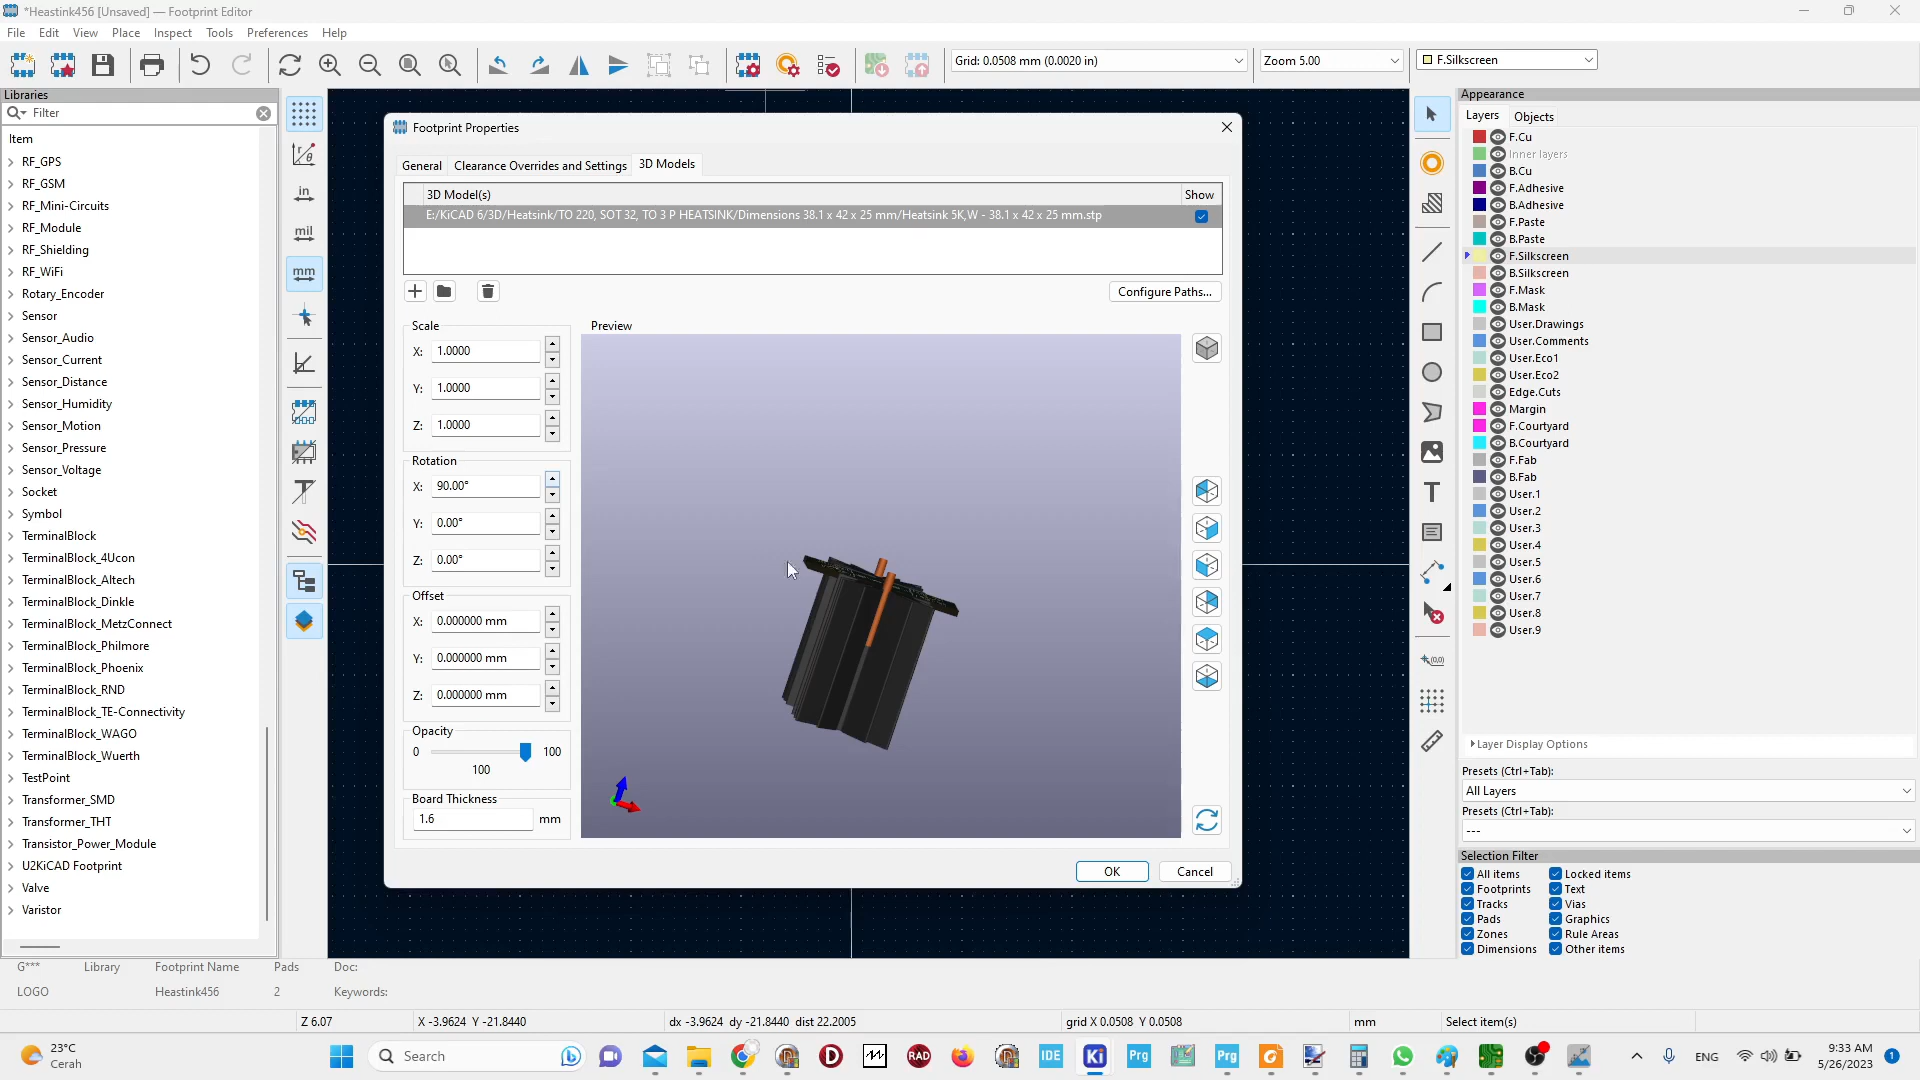 *Heastink456 [Unsaved] — Footprint Editor
File Edit View Place Inspect Tools Preferences Help
Grid: 0.0508 mm (0.0020 in)
Zoom 5.00
F.Silkscreen
Libraries
Filter
Item
RF_GPS
RF_GSM
RF_Mini-Circuits
RF_Module
RF_Shielding
RF_WiFi
Rotary_Encoder
Sensor
Sensor_Audio
Sensor_Current
Sensor_Distance
Sensor_Humidity
Sensor_Motion
Sensor_Pressure
Sensor_Voltage
Socket
Symbol
TerminalBlock
TerminalBlock_4Ucon
TerminalBlock_Altech
TerminalBlock_Dinkle
TerminalBlock_MetzConnect
TerminalBlock_Philmore
TerminalBlock_Phoenix
TerminalBlock_RND
TerminalBlock_TE-Connectivity
TerminalBlock_WAGO
TerminalBlock_Wuerth
TestPoint
Transformer_SMD
Transformer_THT
Transistor_Power_Module
U2KiCAD Footprint
Valve
Varistor
in
mil
mm
Footprint Properties
General Clearance Overrides and Settings 3D Models
3D Model(s) Show
E:/KiCAD 6/3D/Heatsink/TO 220, SOT 32, TO 3 P HEATSINK/Dimensions 38.1 x 42 x 25 mm/Heatsink 5K,W - 38.1 x 42 x 25 mm.stp
Configure Paths...
Scale
X: 1.0000
Y: 1.0000
Z: 1.0000
Rotation
X: 90.00°
Y: 0.00°
Z: 0.00°
Offset
X: 0.000000 mm
Y: 0.000000 mm
Z: 0.000000 mm
Opacity
0 100
100
Board Thickness
1.6 mm
Preview
OK Cancel
(0,0)
Appearance
Layers Objects
F.Cu
Inner layers
B.Cu
F.Adhesive
B.Adhesive
F.Paste
B.Paste
F.Silkscreen
B.Silkscreen
F.Mask
B.Mask
User.Drawings
User.Comments
User.Eco1
User.Eco2
Edge.Cuts
Margin
F.Courtyard
B.Courtyard
F.Fab
B.Fab
User.1
User.2
User.3
User.4
User.5
User.6
User.7
User.8
User.9
Layer Display Options
Presets (Ctrl+Tab):
All Layers
Presets (Ctrl+Tab):
---
Selection Filter
All items Locked items
Footprints Text
Tracks Vias
Pads Graphics
Zones Rule Areas
Dimensions Other items
G*** Library Footprint Name Pads Doc:
LOGO Heastink456 2 Keywords:
Z 6.07 X -3.9624 Y -21.8440 dx -3.9624 dy -21.8440 dist 22.2005 grid X 0.0508 Y 0.0508 mm Select item(s)
23°C
Cerah
Search
RAD
IDE
Ki
Prg
Prg
ENG
9:33 AM
5/26/2023
1